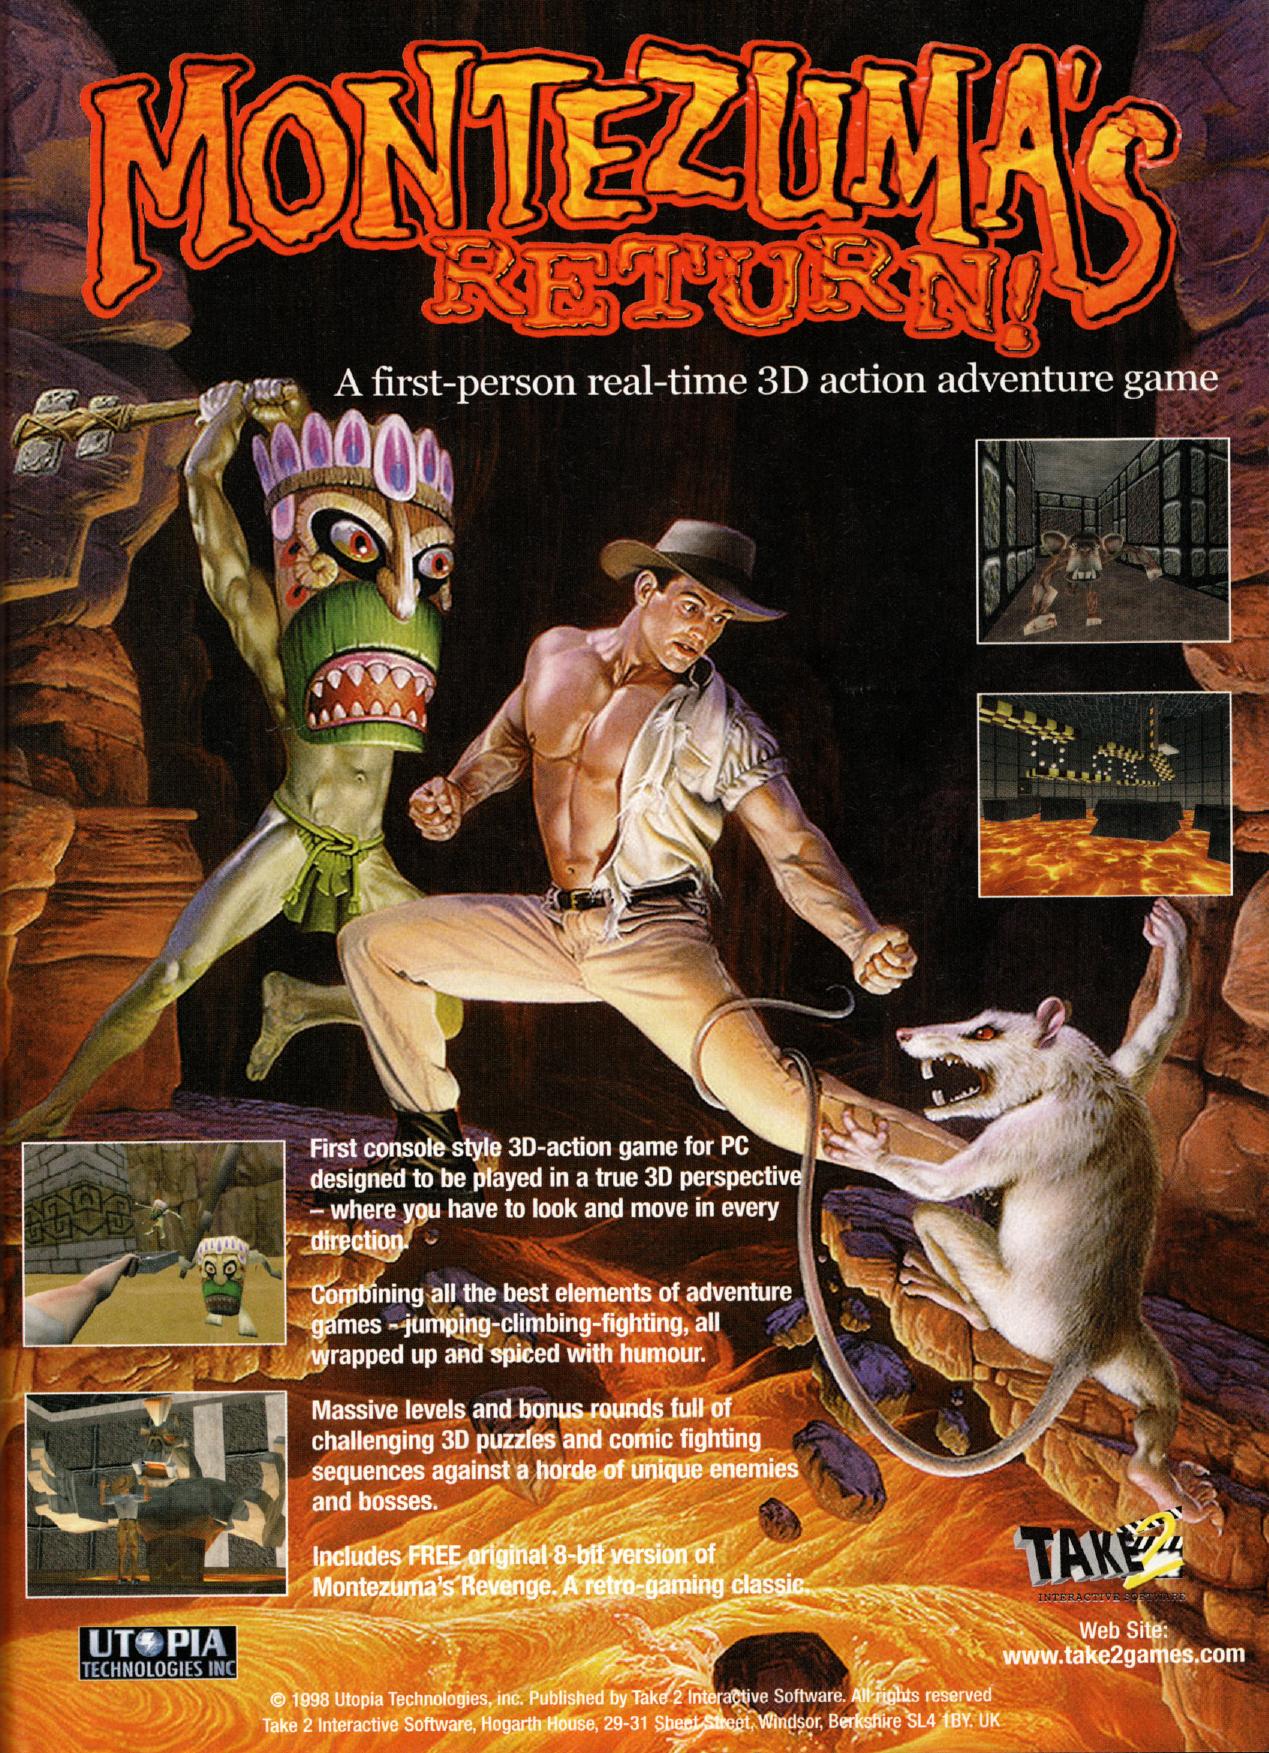 MONTEZUMA'S
RETURN!
A first-person real-time 3D action adventure game
First console style 3D-action game for PC
designed to be played in a true 3D perspective
– where you have to look and move in every
direction.
Combining all the best elements of adventure
games - jumping-climbing-fighting, all
wrapped up and spiced with humour.
Massive levels and bonus rounds full of
challenging 3D puzzles and comic fighting
sequences against a horde of unique enemies
and bosses.
Includes FREE original 8-bit version of
Montezuma's Revenge. A retro-gaming classic.
TAKE 2
INTERACTIVE SOFTWARE
UTOPIA
TECHNOLOGIES INC
Web Site:
www.take2games.com
© 1998 Utopia Technologies, inc. Published by Take 2 Interactive Software. All rights reserved
Take 2 Interactive Software, Hogarth House, 29-31 Sheet Street, Windsor, Berkshire SL4 1BY. UK